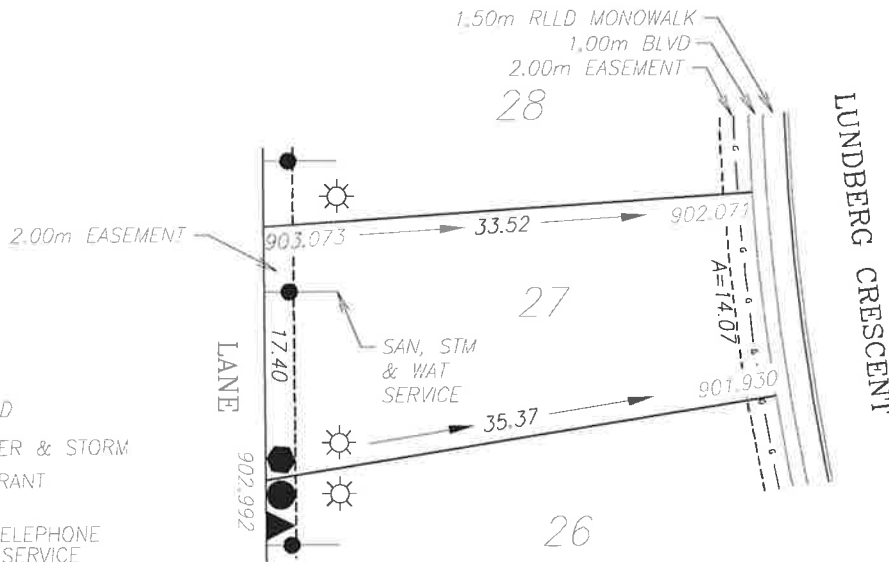 1.50m RLLD MONOWALK
1.00m BLVD
2.00m EASEMENT
28
LUNDBERG CRESCENT
2.00m EASEMENT
903.073
33.52
902.071
27
A=14.07
17.40
LANE
SAN, STM
& WAT
SERVICE
901.930
35.37
D
ER & STORM
RANT
902.992
ELEPHONE
SERVICE
26
G
G
G
G